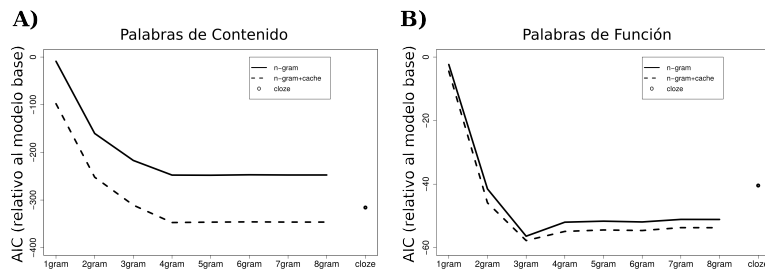 A)
Palabras de Contenido
AIC (relativo al modelo base)
0
-100
-200
-300
-400
n-gram
n-gram+cache
cloze
1gram 2gram 3gram 4gram 5gram 6gram 7gram 8gram cloze
B)
Palabras de Función
AIC (relativo al modelo base)
0
-20
-40
-60
n-gram
n-gram+cache
cloze
1gram 2gram 3gram 4gram 5gram 6gram 7gram 8gram cloze